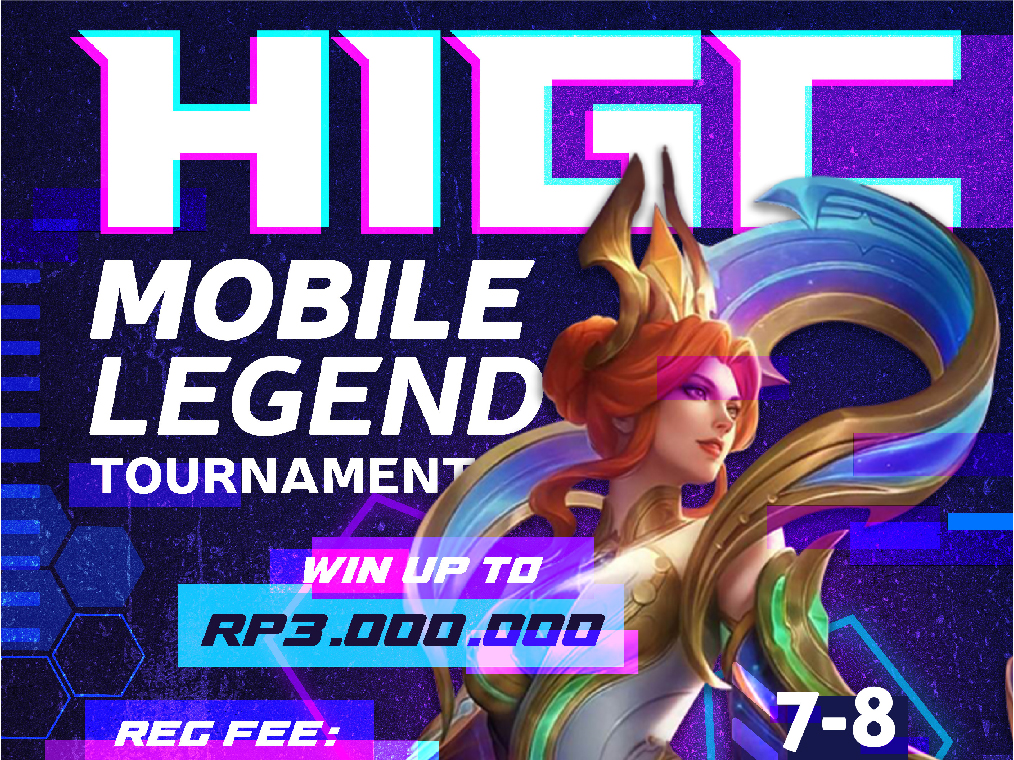 HIGC
MOBILE
LEGEND
TOURNAMENT
WIN UP TO
RP3.000.000
REG FEE:
7-8